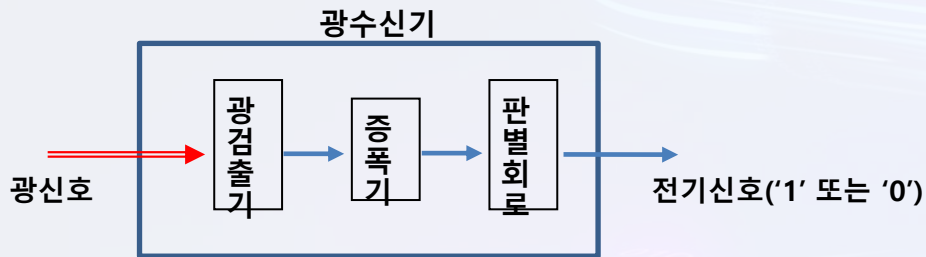 광수신기
광검출기
증폭기
판별회로
광신호
전기신호(‘1’ 또는 ‘0’)